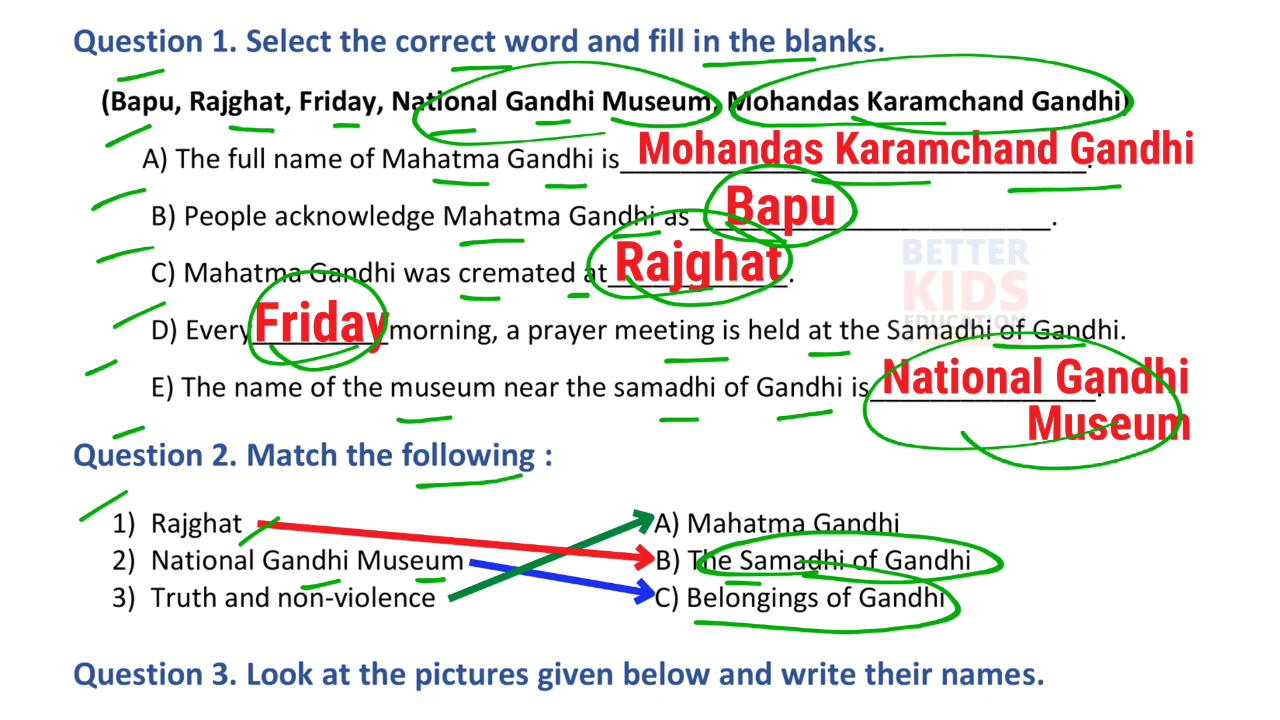 Question 1. Select the correct word and fill in the blanks.
(Bapu, Rajghat, Friday, National Gandhi Museum, Mohandas Karamchand Gandhi)
A) The full name of Mahatma Gandhi is Mohandas Karamchand Gandhi.
B) People acknowledge Mahatma Gandhi as Bapu.
BETTER
C) Mahatma Gandhi was cremated at Rajghat.
KIDS
EDUCATION
D) Every Friday morning, a prayer meeting is held at the Samadhi of Gandhi.
E) The name of the museum near the samadhi of Gandhi is National Gandhi Museum.
Question 2. Match the following :
1) Rajghat A) Mahatma Gandhi
2) National Gandhi Museum B) The Samadhi of Gandhi
3) Truth and non-violence C) Belongings of Gandhi
Question 3. Look at the pictures given below and write their names.